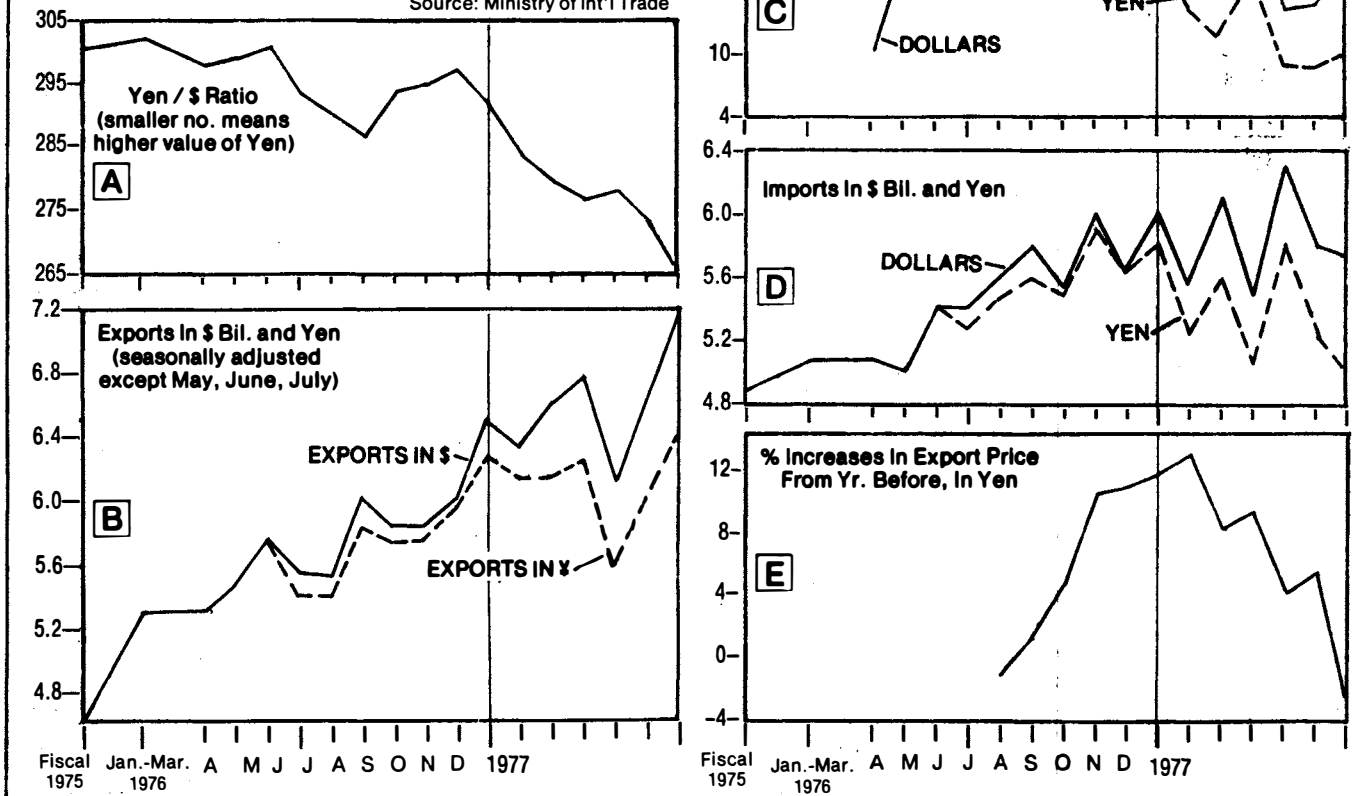 Source: Ministry of Int'l Trade
305
295
285
275
265
Yen / $ Ratio
(smaller no. means
higher value of Yen)
A
7.2
6.8
6.4
6.0
5.6
5.2
4.8
Exports in $ Bil. and Yen
(seasonally adjusted
except May, June, July)
EXPORTS IN $
B
EXPORTS IN ¥
Fiscal
1975
Jan.-Mar.
1976
A M J J A S O N D 1977
C
YEN
10
DOLLARS
4
6.4
6.0
5.6
5.2
4.8
Imports in $ Bil. and Yen
DOLLARS
D
YEN
12
8
4
0
-4
% Increases in Export Price
From Yr. Before, In Yen
E
Fiscal
1975
Jan.-Mar.
1976
A M J J A S O N D 1977